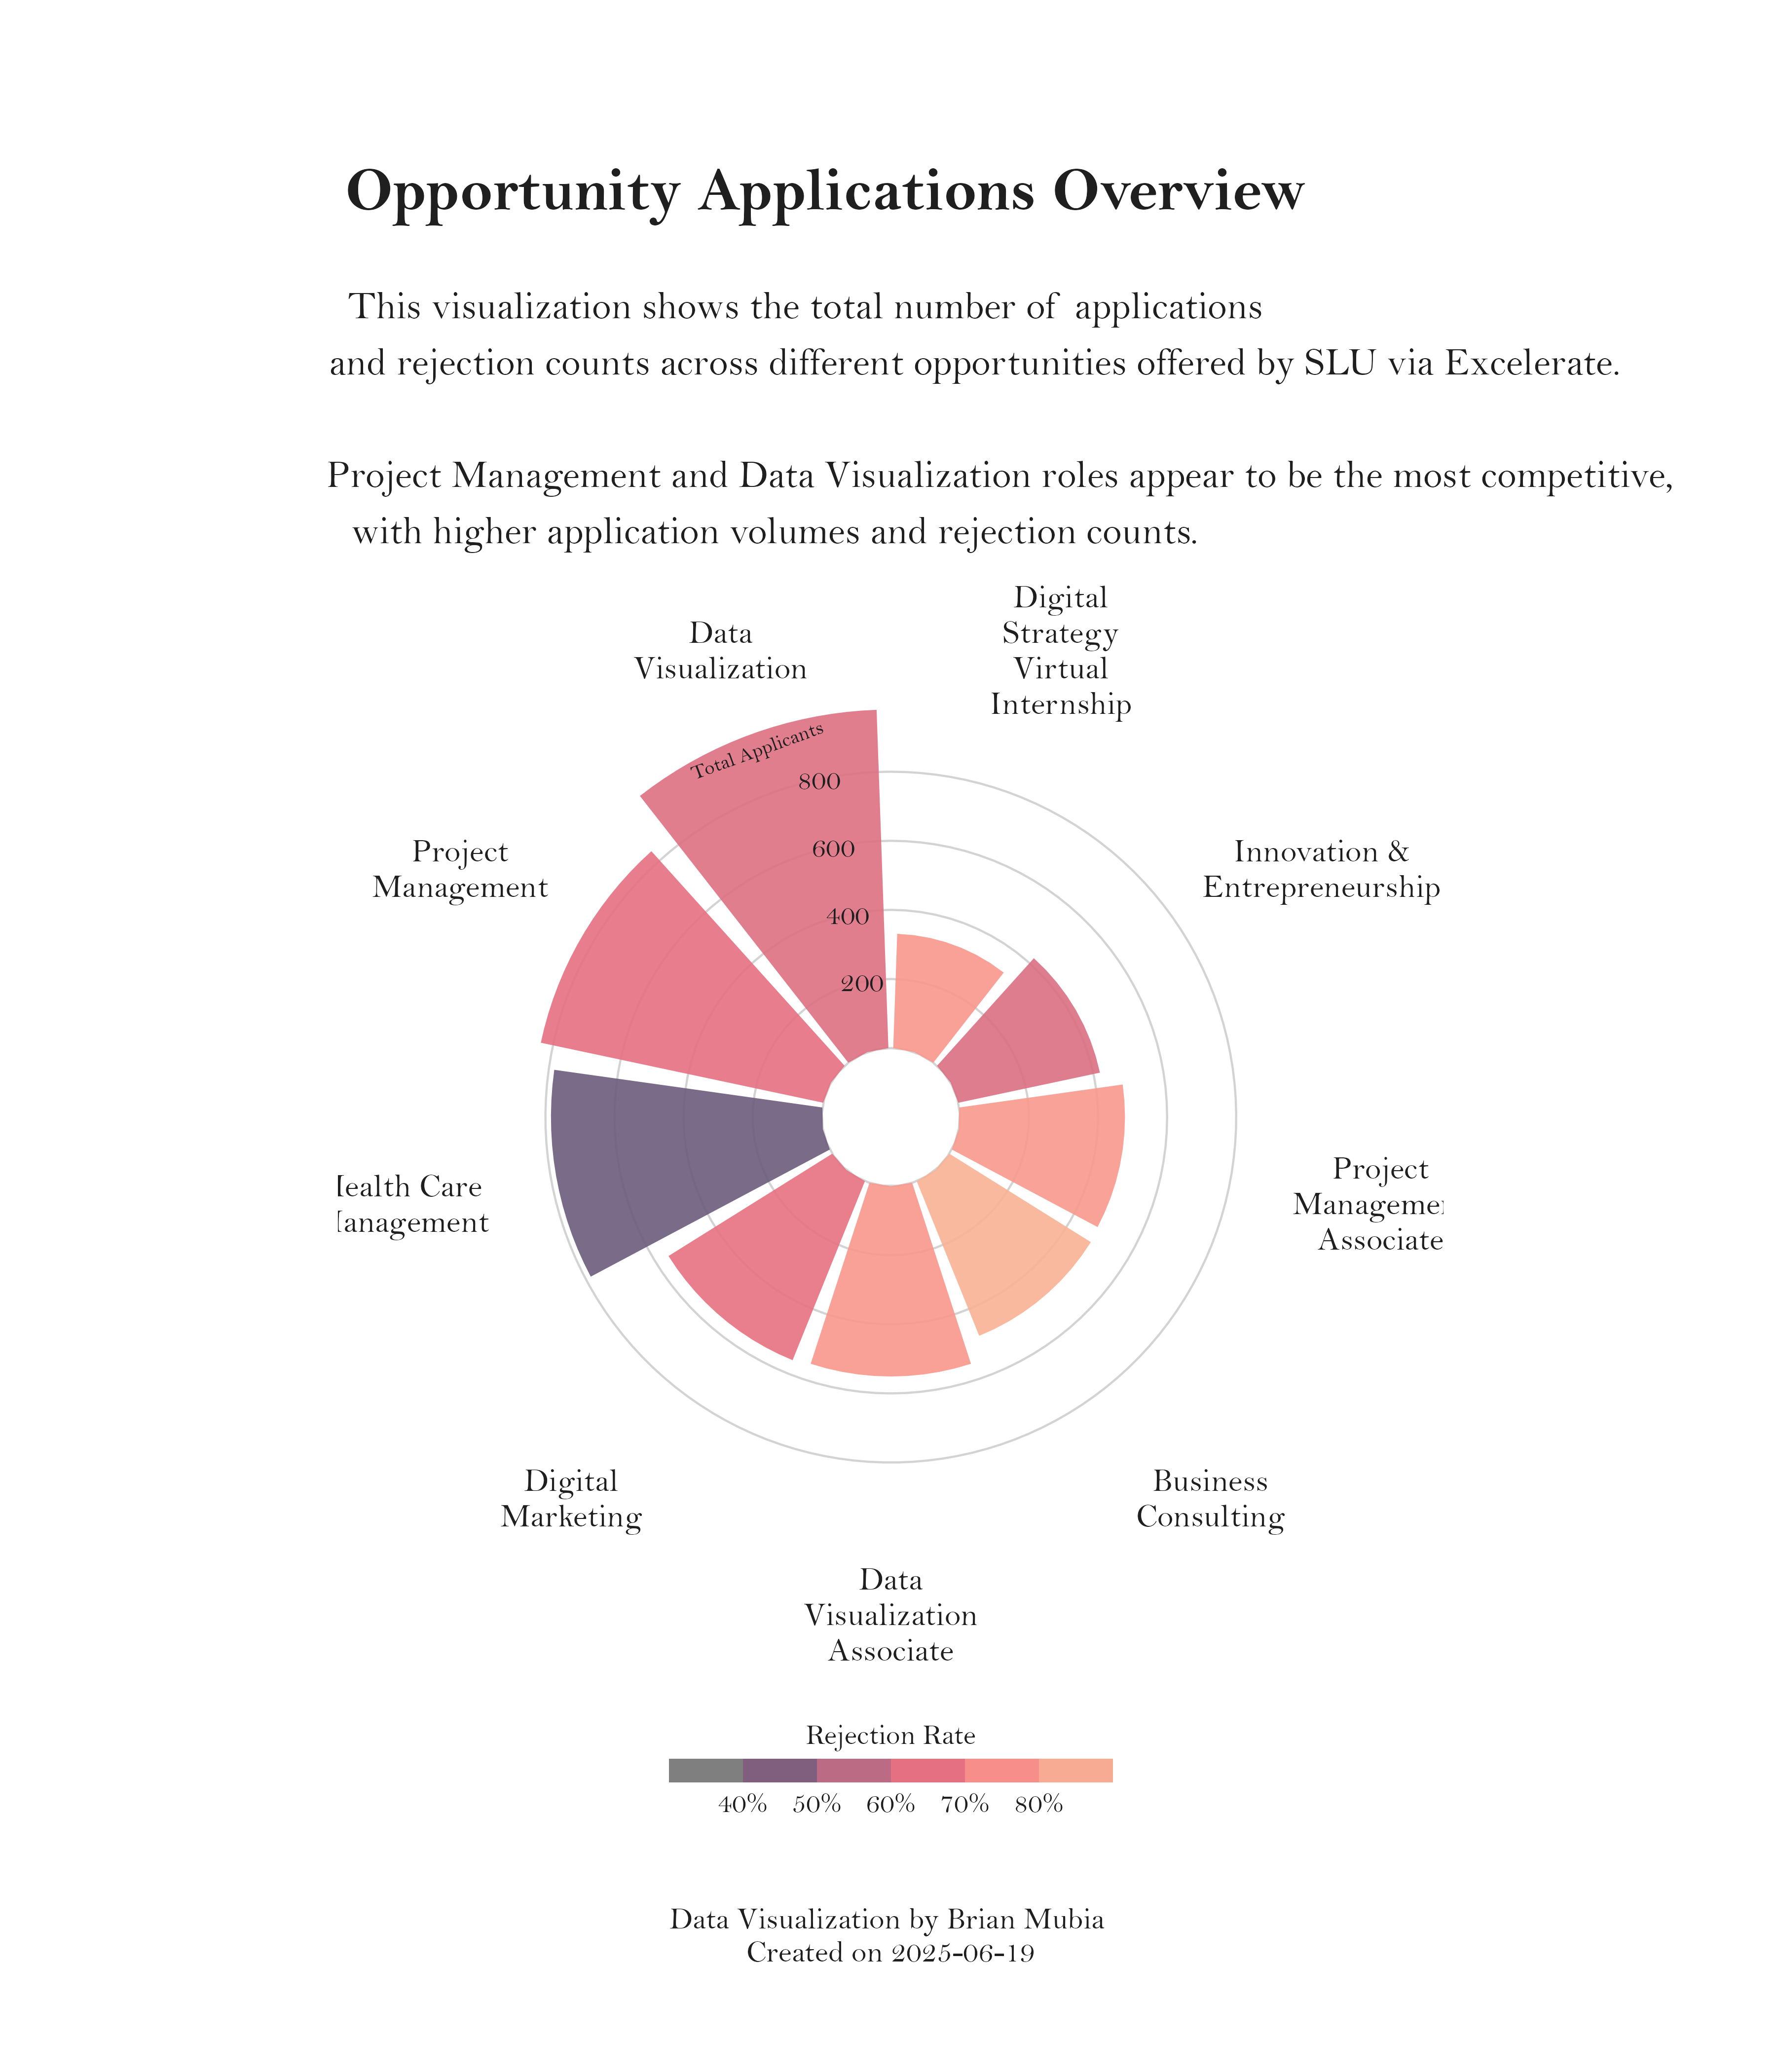 Opportunity Applications Overview
This visualization shows the total number of applications
and rejection counts across different opportunities offered by SLU via Excelerate.
Project Management and Data Visualization roles appear to be the most competitive,
with higher application volumes and rejection counts.
Digital
Strategy
Virtual
Internship
Data
Visualization
Total Applicants
800
600
400
200
Project
Management
Innovation &
Entrepreneurship
Project
Associate
Care
Digital
Marketing
Business
Consulting
Data
Visualization
Associate
Rejection Rate
40% 50% 60% 70% 80%
Data Visualization by Brian Mubia
Created on 2025-06-19